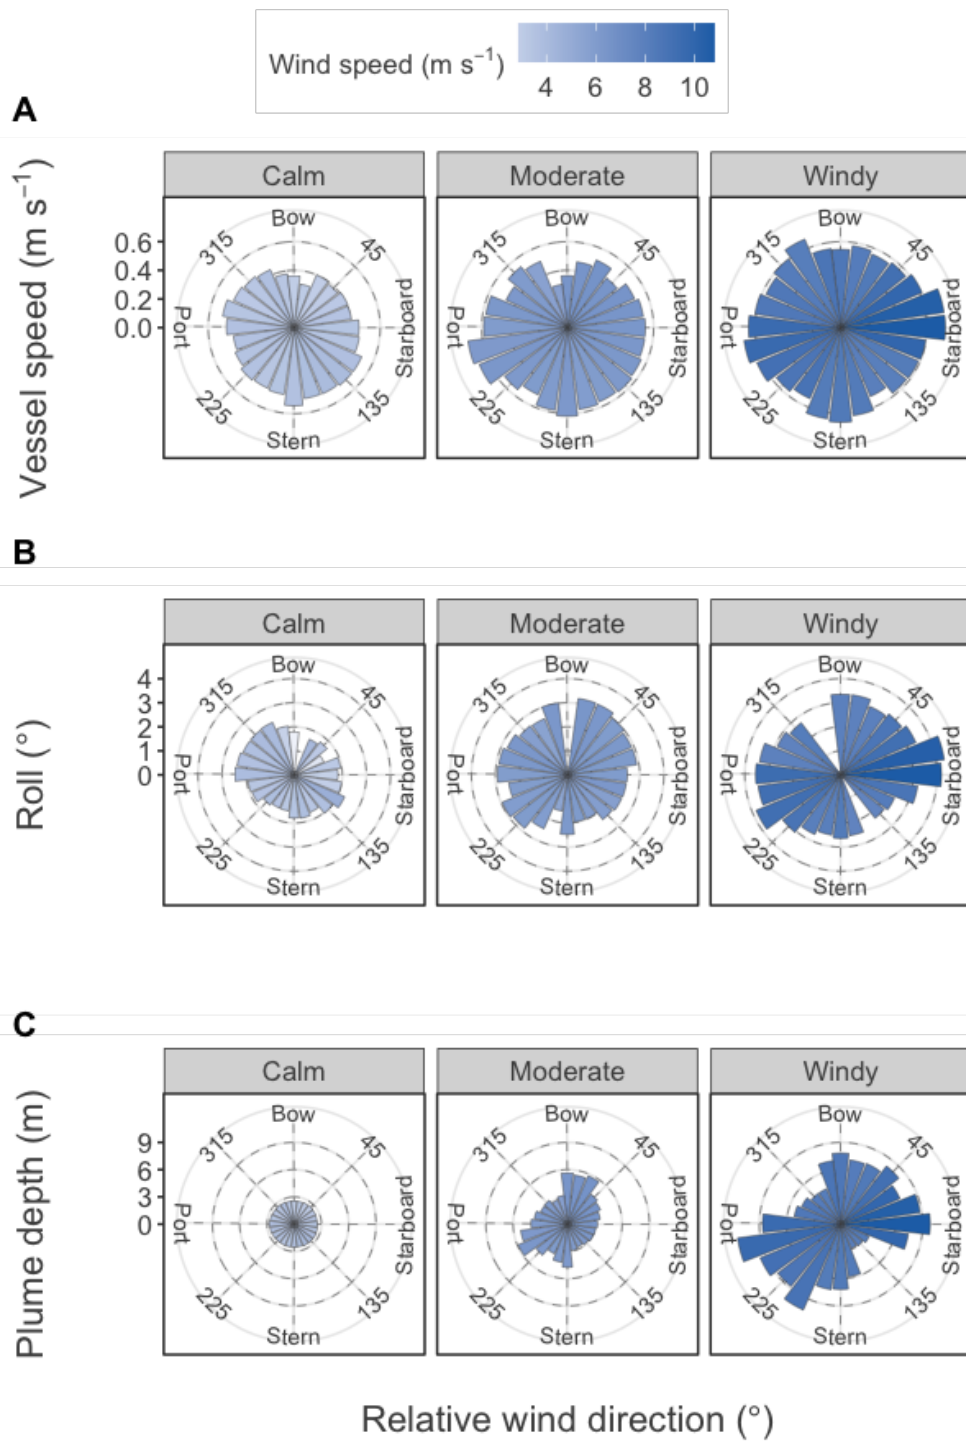 Wind speed (m s⁻¹)
4 6 8 10
A
Vessel speed (m s⁻¹)
Calm Moderate Windy
0.6
0.4
0.2
0.0
Bow 45 Starboard 135 Stern 225 Port 315
Bow 45 Starboard 135 Stern 225 Port 315
Bow 45 Starboard 135 Stern 225 Port 315
B
Roll (°)
Calm Moderate Windy
4
3
2
1
0
Bow 45 Starboard 135 Stern 225 Port 315
Bow 45 Starboard 135 Stern 225 Port 315
Bow 45 Starboard 135 Stern 225 Port 315
C
Plume depth (m)
Calm Moderate Windy
9
6
3
0
Bow 45 Starboard 135 Stern 225 Port 315
Bow 45 Starboard 135 Stern 225 Port 315
Bow 45 Starboard 135 Stern 225 Port 315
Relative wind direction (°)